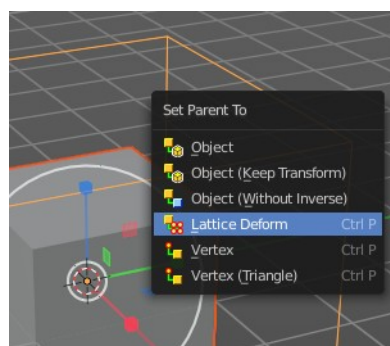 Set Parent To
Object
Object (Keep Transform)
Object (Without Inverse)
Lattice Deform Ctrl P
Vertex Ctrl P
Vertex (Triangle) Ctrl P